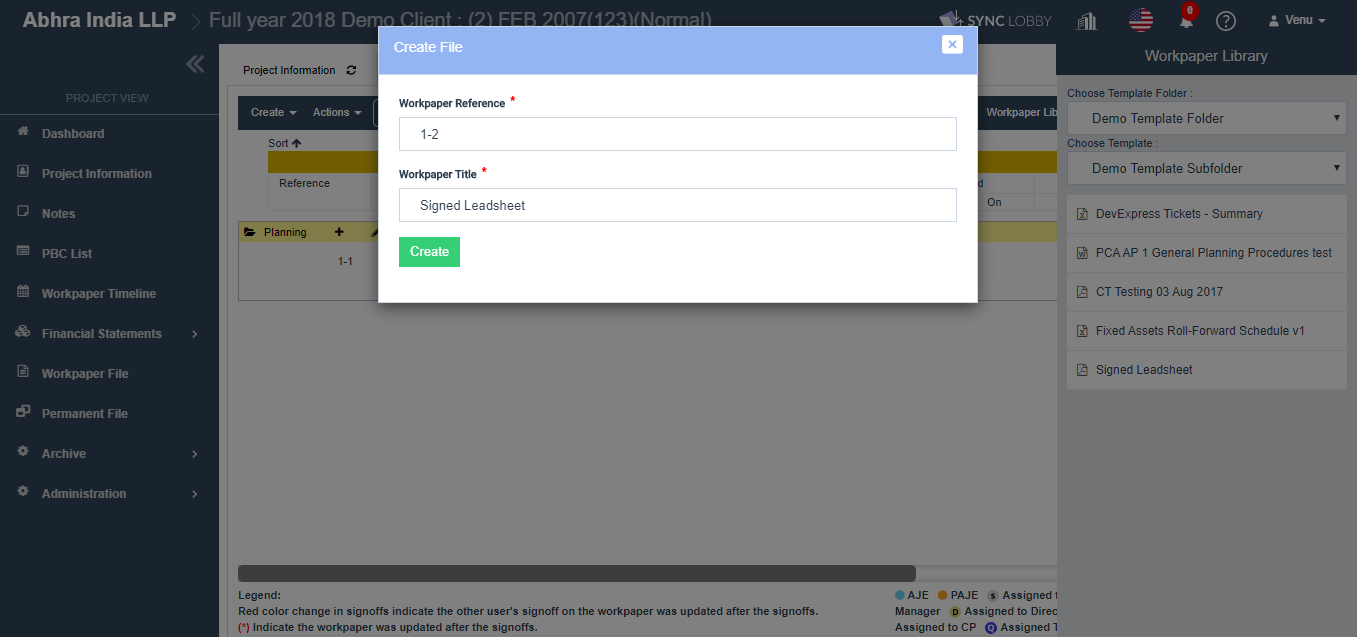 Abhra India LLP
Full year 2018 Demo Client : (2) FEB 2007(123)(Normal)
SYNC LOBBY
0
Venu
PROJECT VIEW
Dashboard
Project Information
Notes
PBC List
Workpaper Timeline
Financial Statements
Workpaper File
Permanent File
Archive
Administration
Project Information
Create
Actions
Workpaper Lib
Sort
Reference
On
Planning
1-1
Create File
Workpaper Reference *
1-2
Workpaper Title *
Signed Leadsheet
Create
Workpaper Library
Choose Template Folder :
Demo Template Folder
Choose Template :
Demo Template Subfolder
DevExpress Tickets - Summary
PCA AP 1 General Planning Procedures test
CT Testing 03 Aug 2017
Fixed Assets Roll-Forward Schedule v1
Signed Leadsheet
Legend:
Red color change in signoffs indicate the other user's signoff on the workpaper was updated after the signoffs.
(*) Indicate the workpaper was updated after the signoffs.
AJE PAJE S Assigned t
Manager D Assigned to Direc
Assigned to CP Q Assigned T